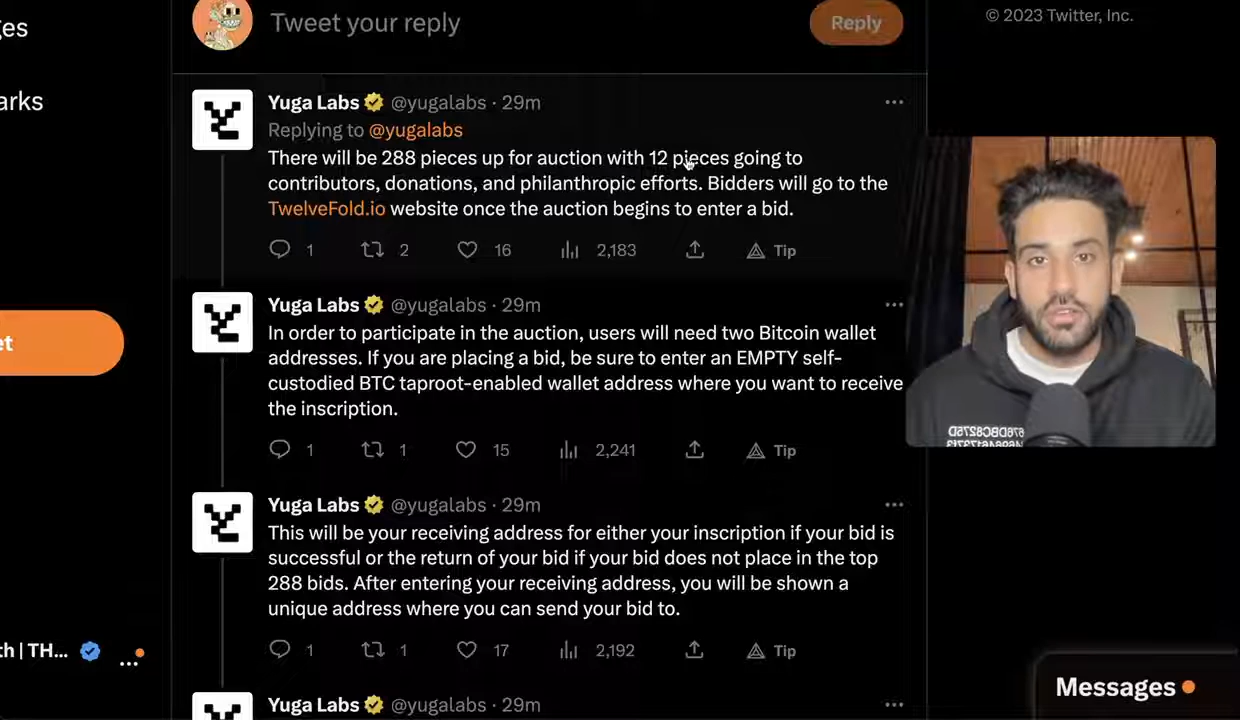 ges
arks
et
th | TH...
Tweet your reply
Reply
© 2023 Twitter, Inc.
Yuga Labs @yugalabs · 29m
Replying to @yugalabs
There will be 288 pieces up for auction with 12 pieces going to
contributors, donations, and philanthropic efforts. Bidders will go to the
TwelveFold.io website once the auction begins to enter a bid.
1 2 16 2,183 Tip
Yuga Labs @yugalabs · 29m
In order to participate in the auction, users will need two Bitcoin wallet
addresses. If you are placing a bid, be sure to enter an EMPTY self-
custodied BTC taproot-enabled wallet address where you want to receive
the inscription.
1 1 15 2,241 Tip
Yuga Labs @yugalabs · 29m
This will be your receiving address for either your inscription if your bid is
successful or the return of your bid if your bid does not place in the top
288 bids. After entering your receiving address, you will be shown a
unique address where you can send your bid to.
1 1 17 2,192 Tip
Yuga Labs @yugalabs · 29m
Messages